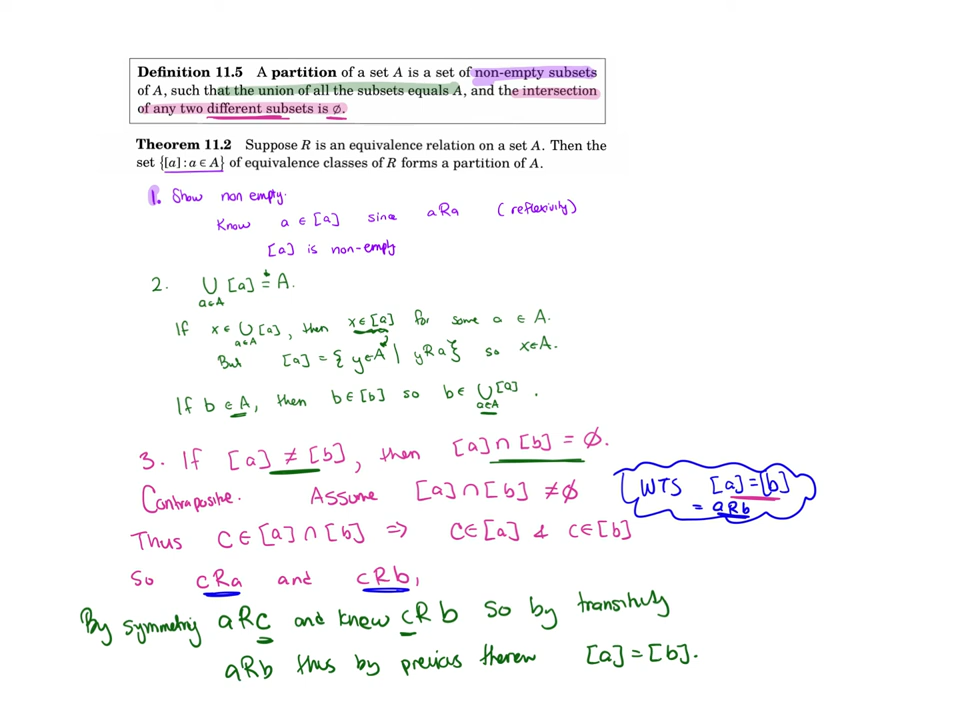 Definition 11.5 A partition of a set A is a set of non-empty subsets
of A, such that the union of all the subsets equals A, and the intersection
of any two different subsets is ∅.
Theorem 11.2 Suppose R is an equivalence relation on a set A. Then the
set {[a] : a ∈ A} of equivalence classes of R forms a partition of A.
1. Show non empty.
Know a ∈ [a] since aRa (reflexivity)
[a] is non-empty
2. ∪ [a] = A.
a∈A
If x ∈ ∪ [a], then x ∈ [a] for some a ∈ A.
a∈A
But [a] = { y∈A | yRa } so x∈A.
If b ∈ A, then b∈[b] so b∈ ∪ [a].
a∈A
3. If [a] ≠ [b], then [a] ∩ [b] = ∅.
Contrapositive. Assume [a] ∩ [b] ≠ ∅
WTS [a] = [b]
= aRb
Thus C ∈ [a] ∩ [b] ⇒ C∈[a] & C∈[b]
So cRa and cRb,
By symmetry aRc and know cRb so by transitivity
aRb thus by previous theorem [a] = [b].